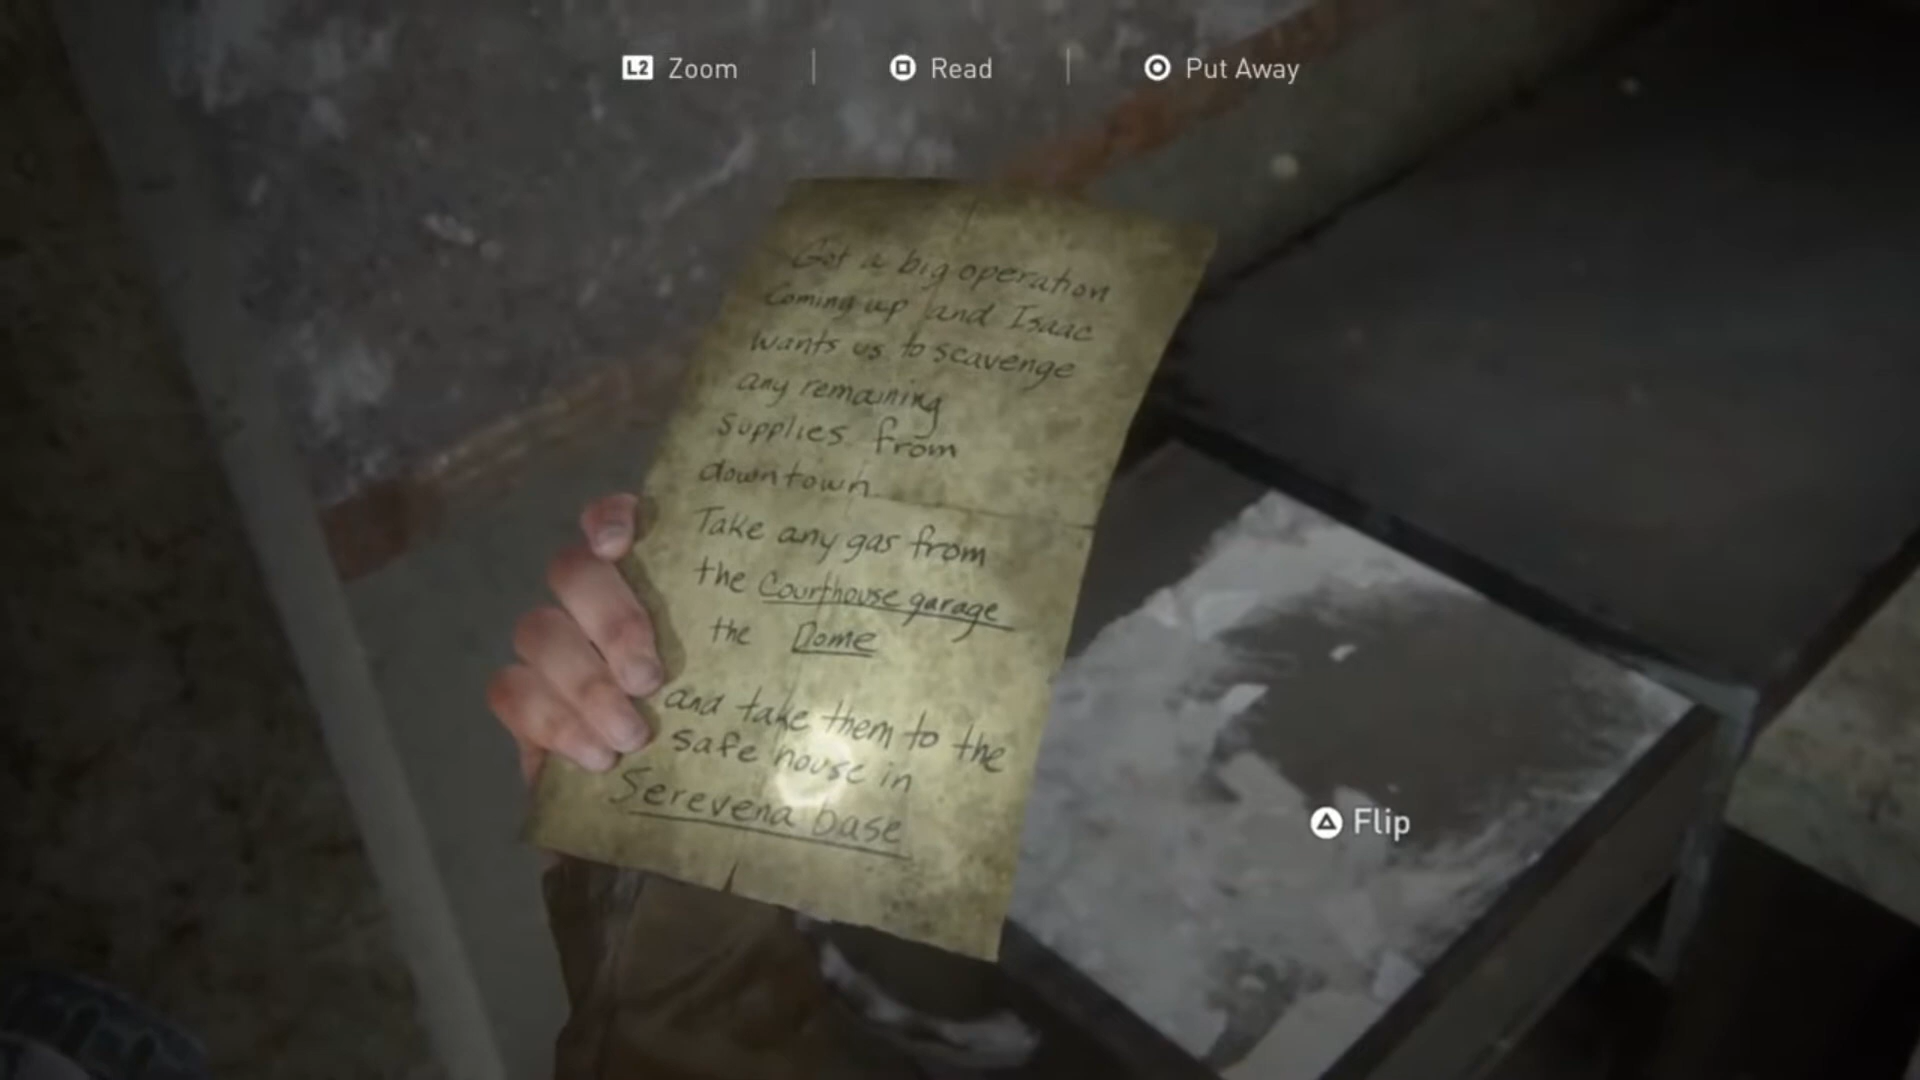 L2 Zoom | Read | Put Away
Got a big operation
Coming up and Isaac
wants us to scavenge
any remaining
supplies from
downtown.
Take any gas from
the Courthouse garage
the Dome
and take them to the
safe house in
Serevena base
Flip